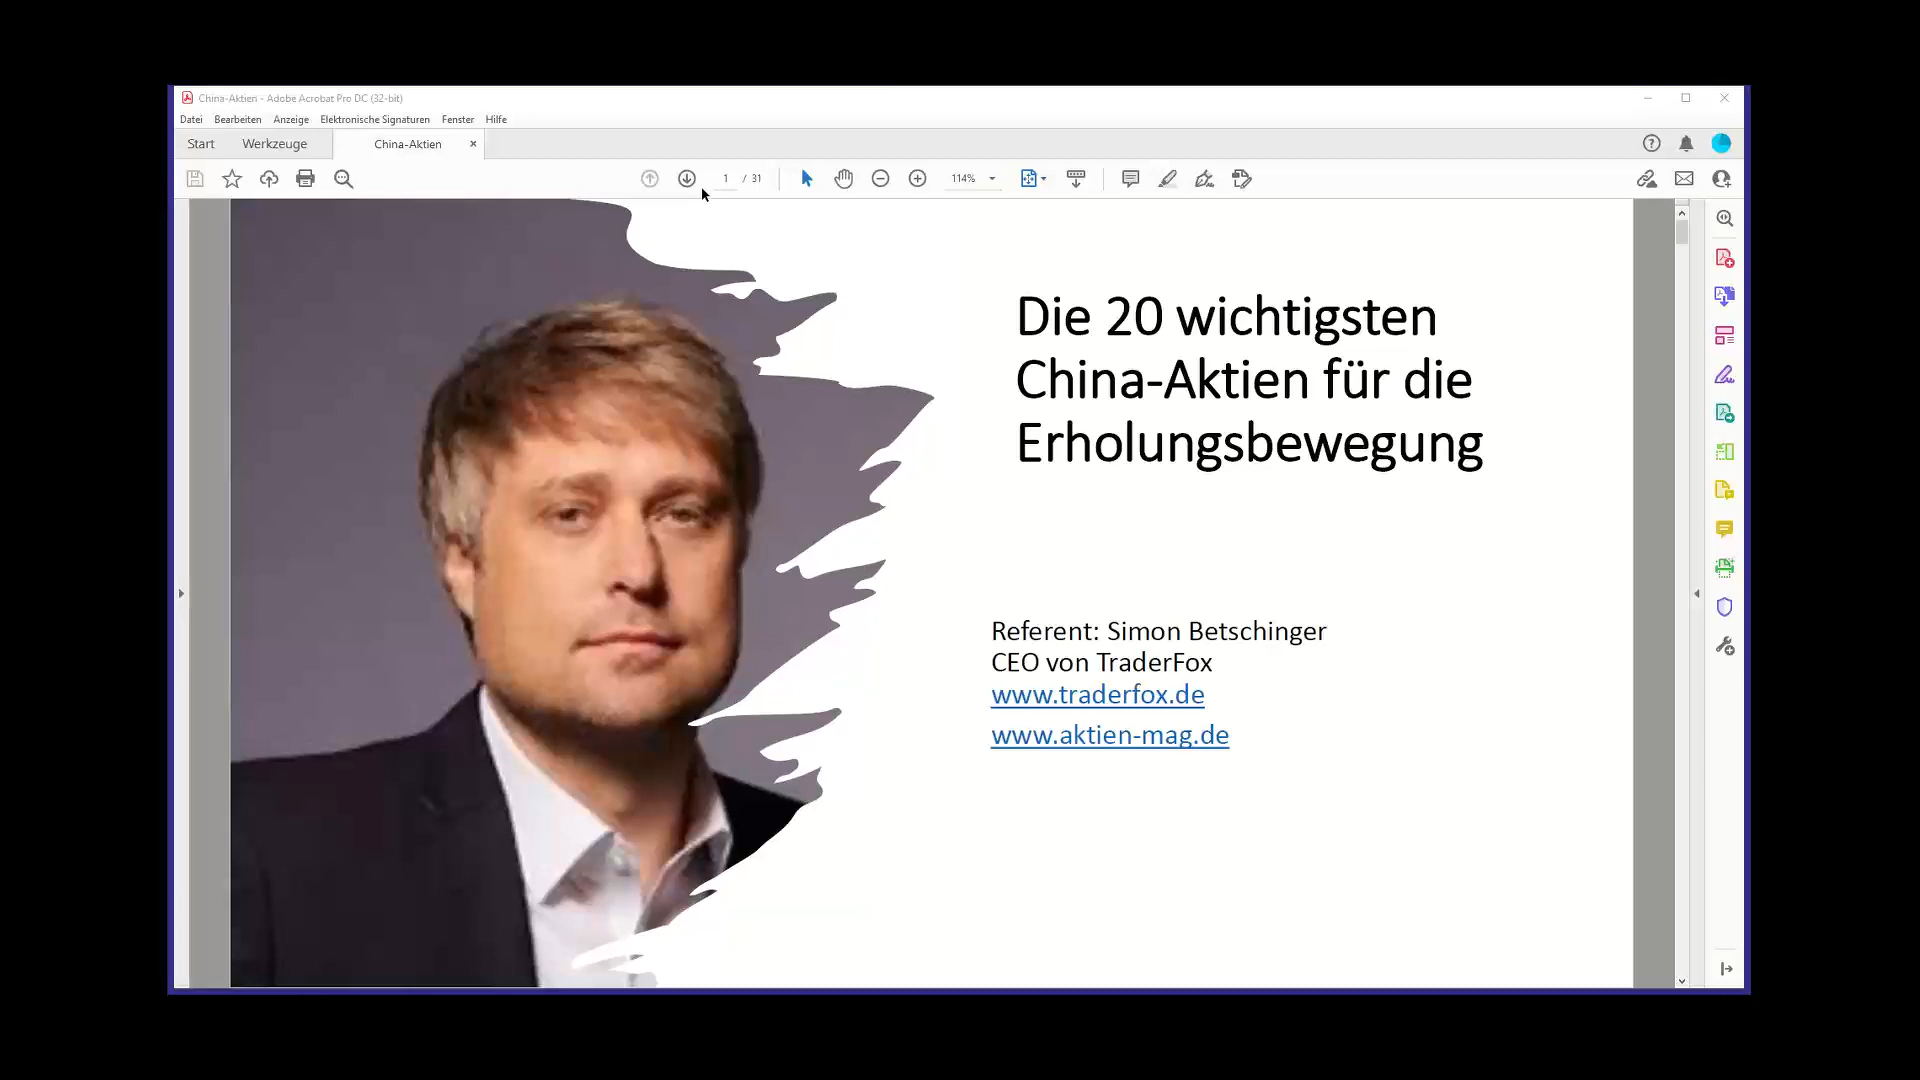 China-Aktien - Adobe Acrobat Pro DC (32-bit)
Datei Bearbeiten Anzeige Elektronische Signaturen Fenster Hilfe
Start Werkzeuge China-Aktien
1 / 31 114%
Die 20 wichtigsten
China-Aktien für die
Erholungsbewegung
Referent: Simon Betschinger
CEO von TraderFox
www.traderfox.de
www.aktien-mag.de